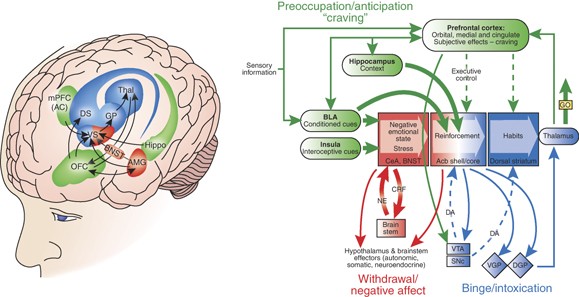 Preoccupation/anticipation
"craving"
Prefrontal cortex:
Orbital, medial and cingulate
Subjective effects – craving
Sensory
information
Hippocampus
Context
Executive
control
GO
BLA
Conditioned cues
Insula
Interoceptive cues
Negative
emotional
state
Stress
CeA, BNST
Reinforcement
Acb shell/core
Habits
Dorsal striatum
Thalamus
NE
CRF
Brain
stem
DA
DA
VTA
SNc
VGP
DGP
Hypothalamus & brainstem
effectors (autonomic,
somatic, neuroendocrine)
Withdrawal/
negative affect
Binge/intoxication
mPFC
(AC)
Thal
DS
GP
VS
BNST
Hippo
OFC
AMG